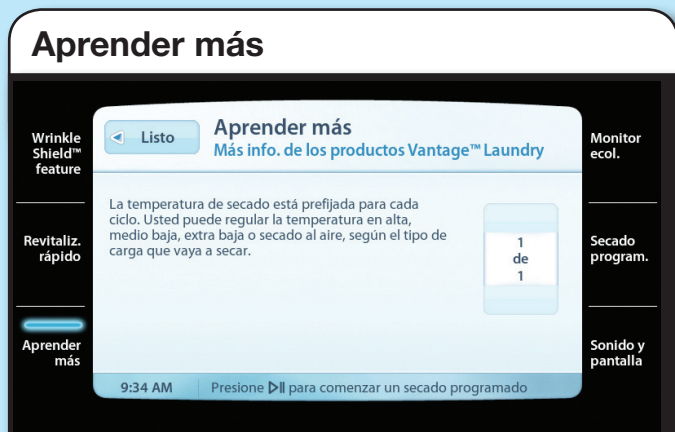 Aprender más
Wrinkle
Shield™
feature
Revitaliz.
rápido
Aprender
más
Listo
Aprender más
Más info. de los productos Vantage™ Laundry
La temperatura de secado está prefijada para cada
ciclo. Usted puede regular la temperatura en alta,
medio baja, extra baja o secado al aire, según el tipo de
carga que vaya a secar.
1
de
1
9:34 AM
Presione para comenzar un secado programado
Monitor
ecol.
Secado
program.
Sonido y
pantalla